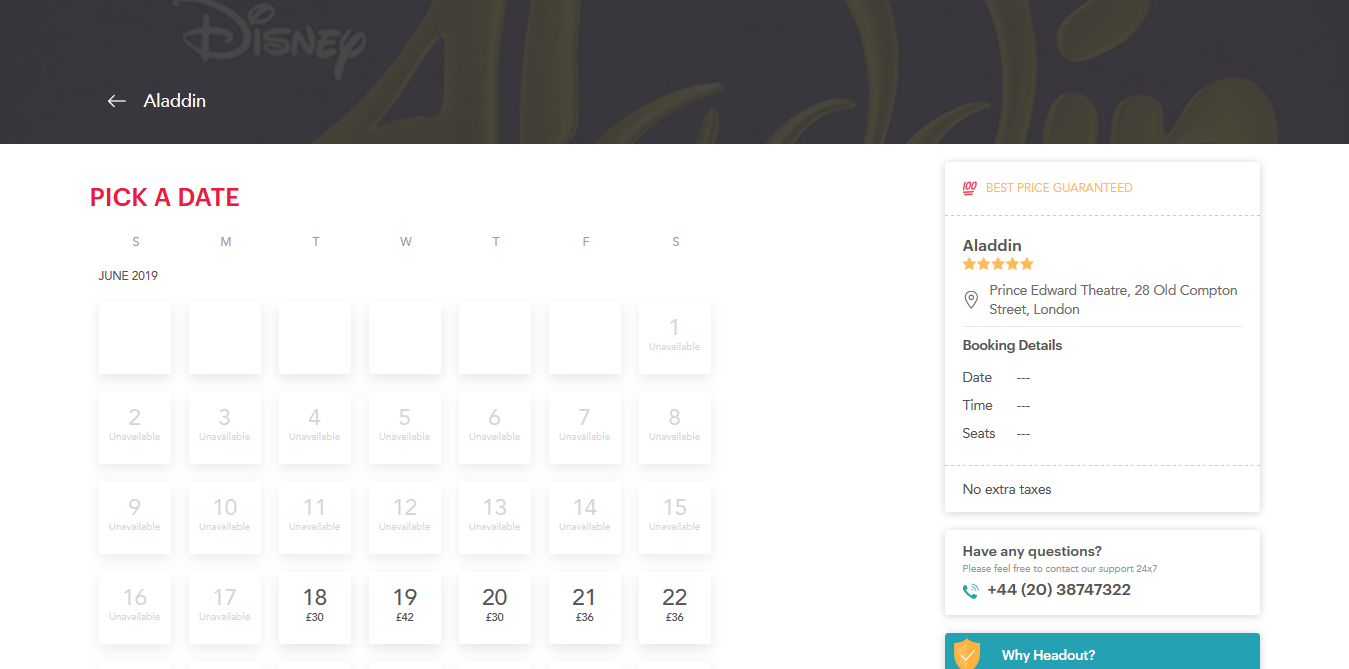 Disney
Aladdin
Aladdin
PICK A DATE
S M T W T F S
JUNE 2019
1
Unavailable
2 3 4 5 6 7 8
Unavailable Unavailable Unavailable Unavailable Unavailable Unavailable Unavailable
9 10 11 12 13 14 15
Unavailable Unavailable Unavailable Unavailable Unavailable Unavailable Unavailable
16 17 18 19 20 21 22
Unavailable Unavailable £30 £42 £30 £36 £36
100 BEST PRICE GUARANTEED
Aladdin
Prince Edward Theatre, 28 Old Compton
Street, London
Booking Details
Date ---
Time ---
Seats ---
No extra taxes
Have any questions?
Please feel free to contact our support 24x7
+44 (20) 38747322
Why Headout?